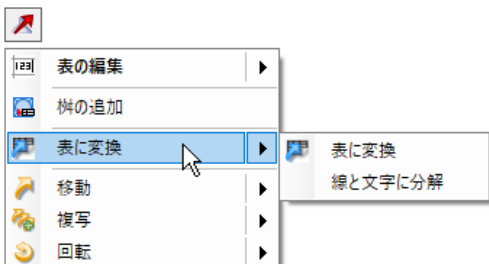 123
表の編集
桝の追加
表に変換
表に変換
線と文字に分解
移動
複写
回転